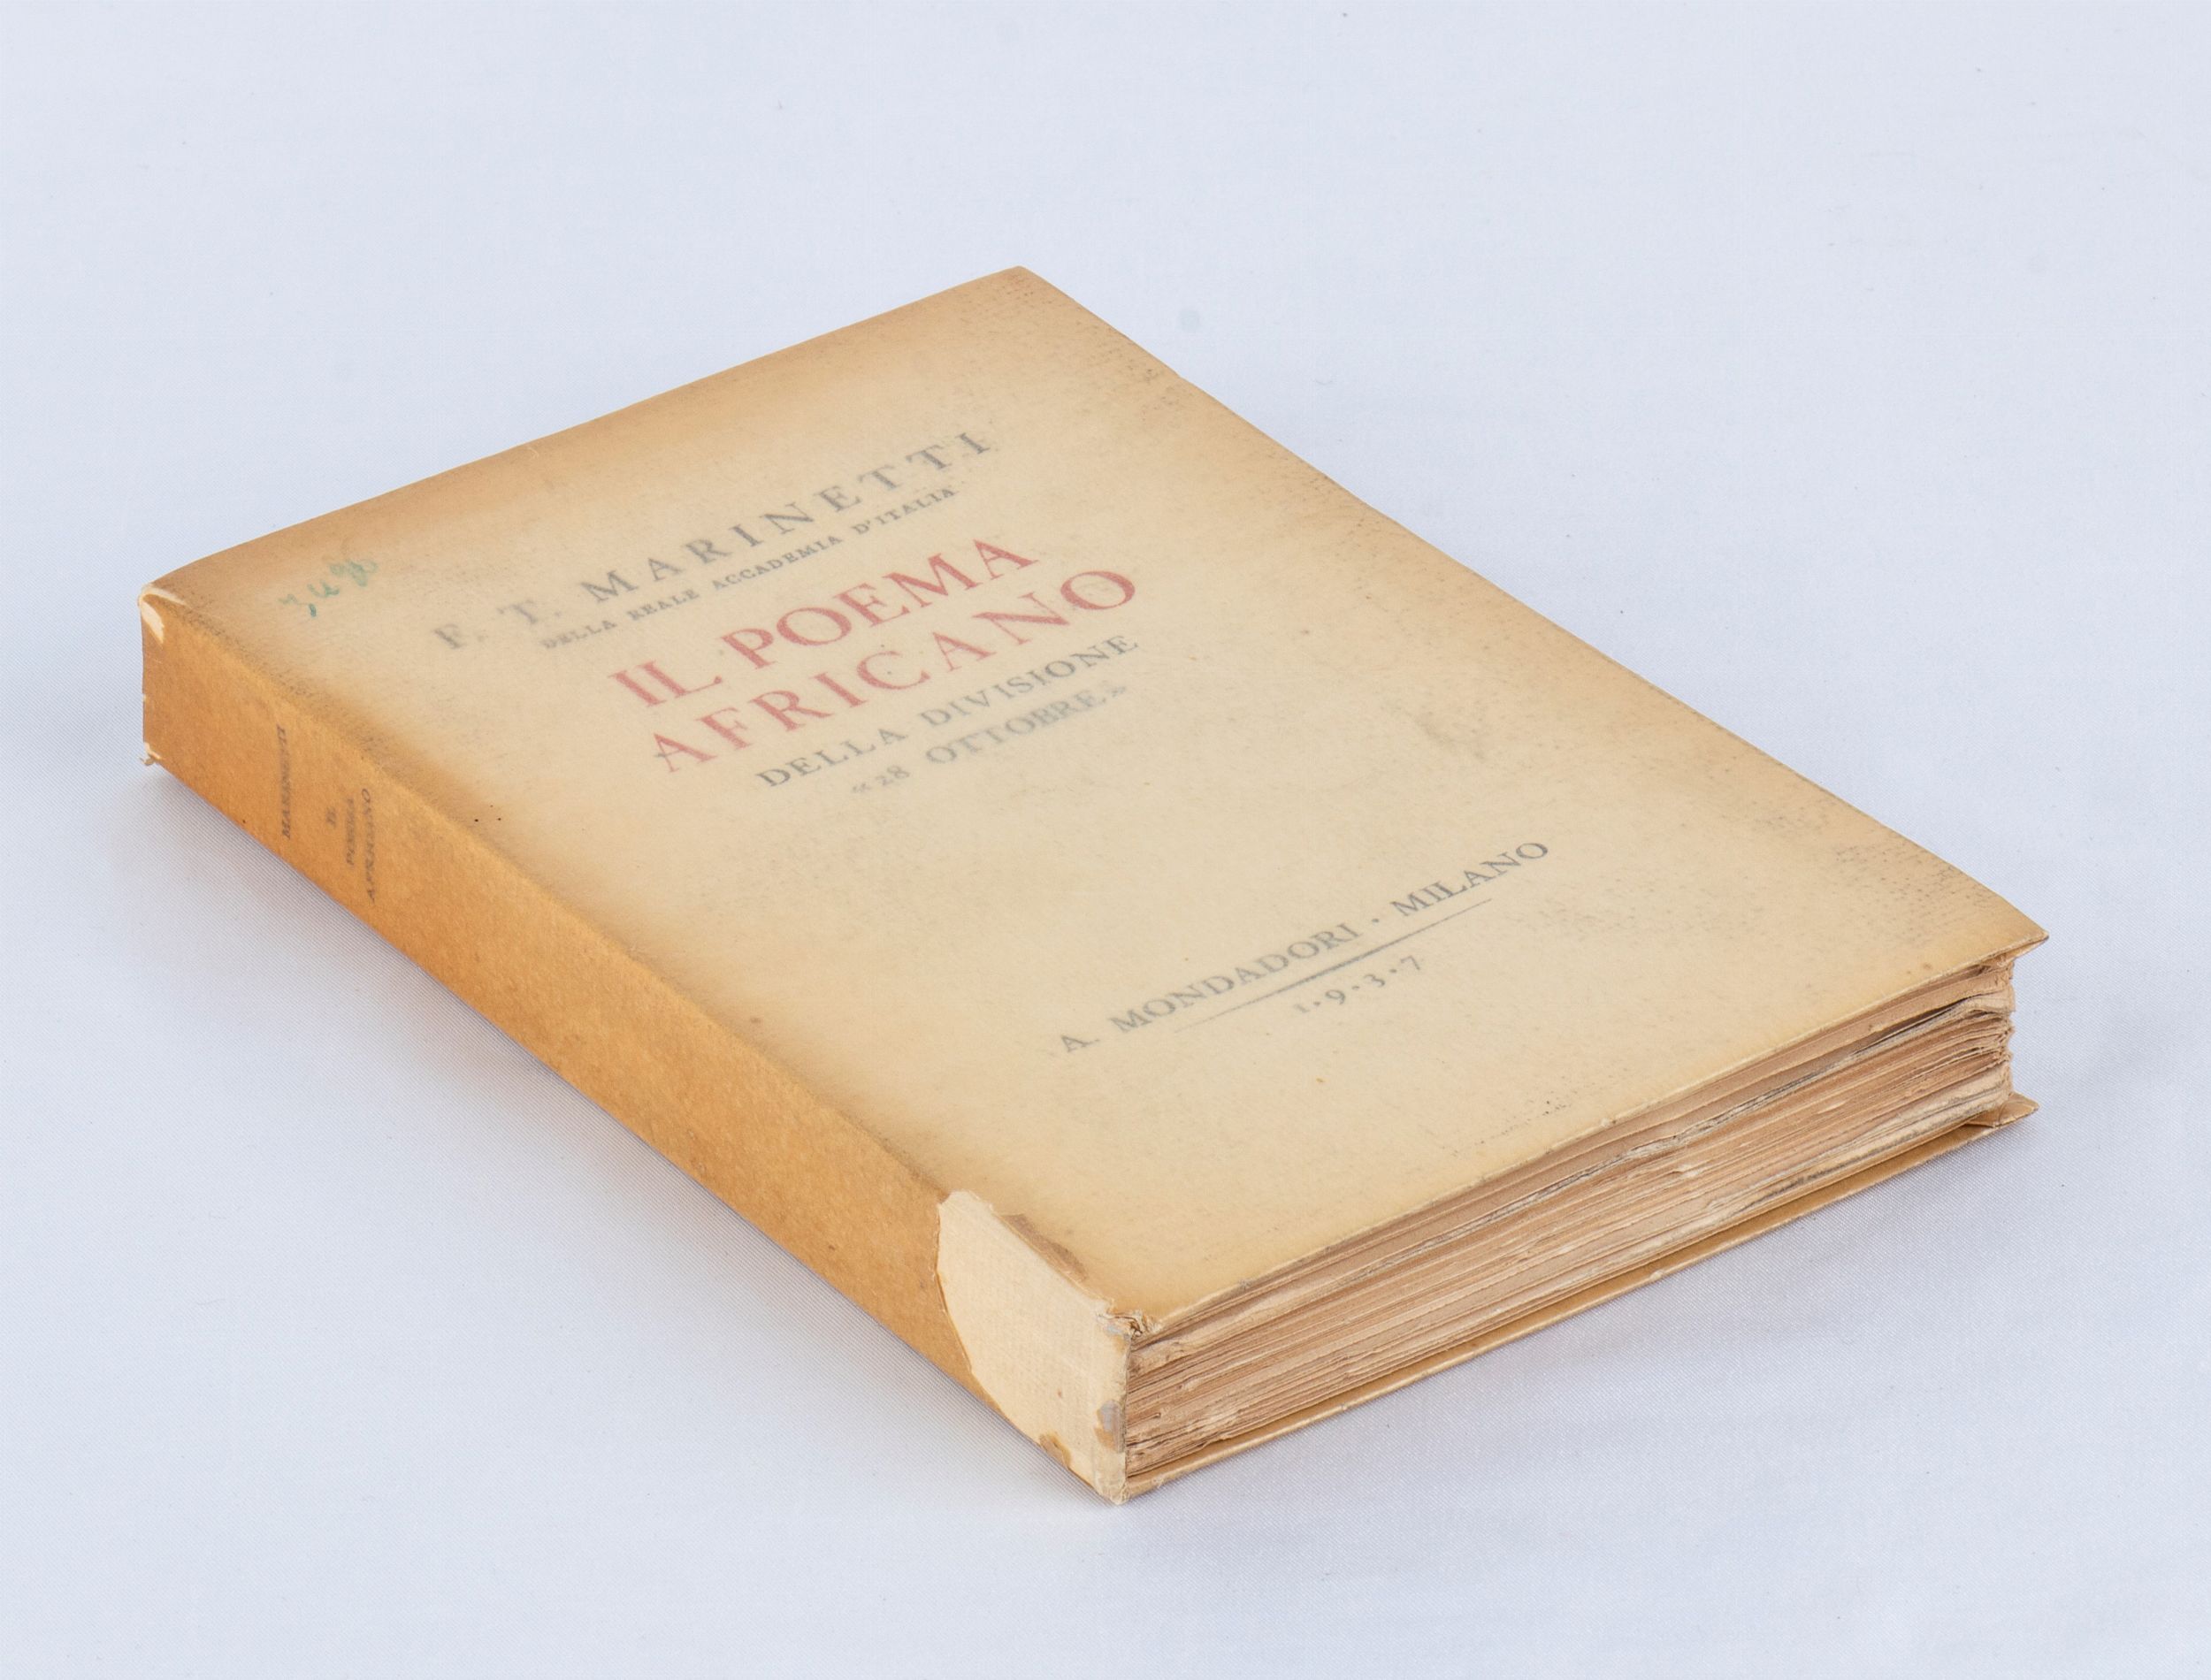 F. T. MARINETTI
DELLA REALE ACCADEMIA D'ITALIA
IL POEMA
AFRICANO
DELLA DIVISIONE
«28 OTTOBRE»
A. MONDADORI · MILANO
1·9·3·7
MARINETTI
IL
POEMA
AFRICANO